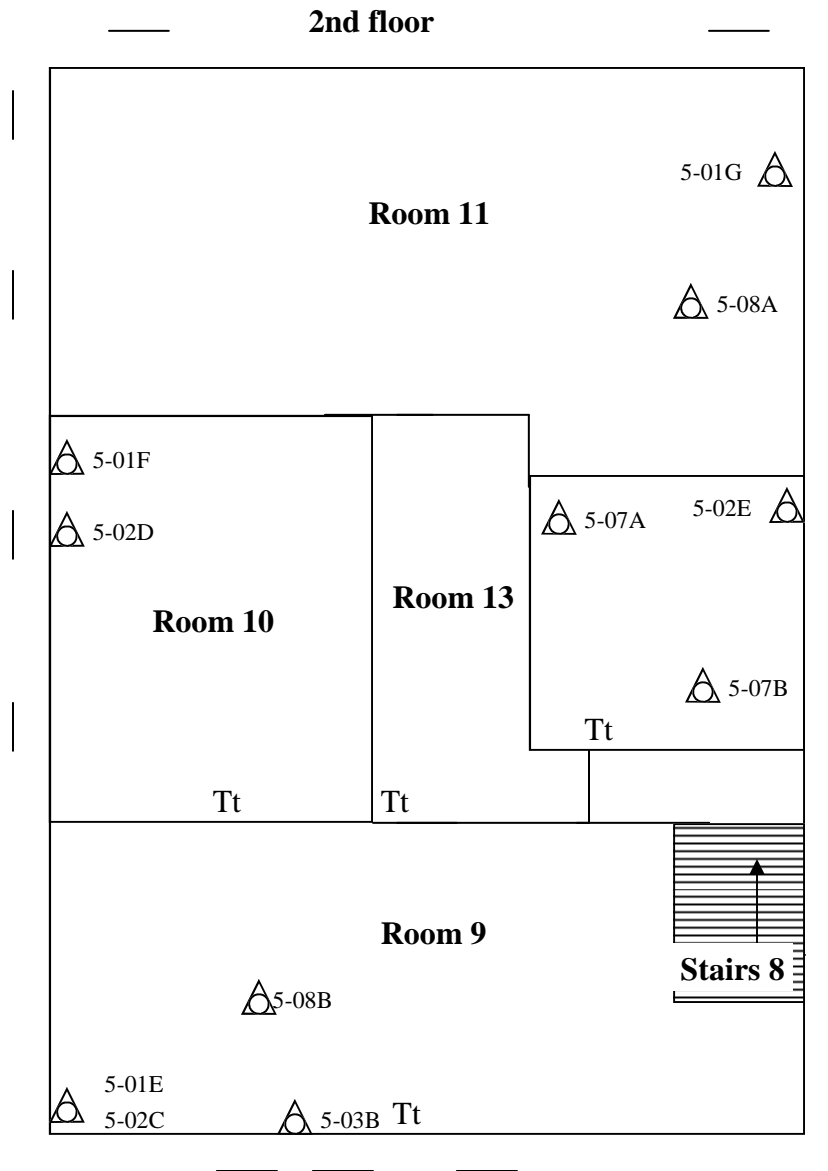 2nd floor
5-01G
Room 11
5-08A
5-01F
5-07A
5-02E
5-02D
Room 13
Room 10
5-07B
Tt
Tt
Tt
Room 9
Stairs 8
5-08B
5-01E
5-02C
5-03B
Tt